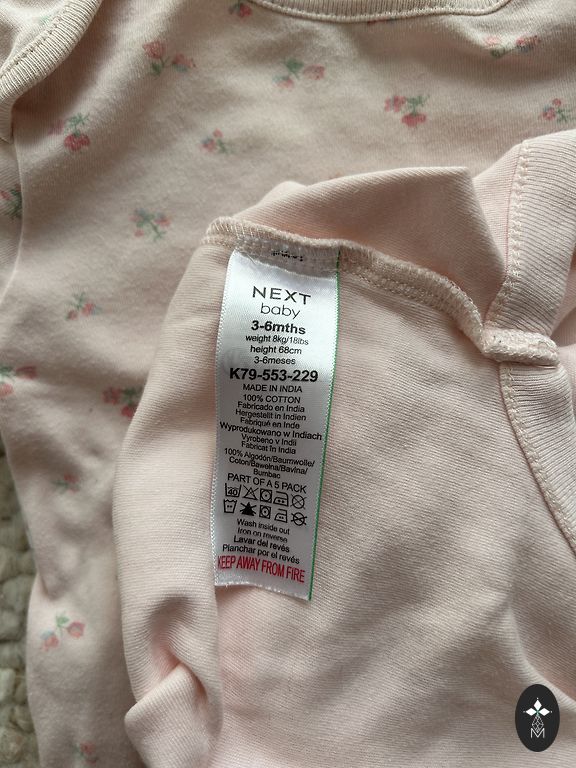 NEXT
baby
3-6mths
weight 8kg/18lbs
height 68cm
3-6meses
K79-553-229
MADE IN INDIA
100% COTTON
Fabricado en India
Hergestellt in Indien
Fabriqué en Inde
Wyprodukowano w Indiach
Vyrobeno v Indii
Fabricat în India
100% Algodón/Baumwolle/
Coton/Bawełna/Bavlna/
Bumbac
PART OF A 5 PACK
40
Wash inside out
Iron on reverse
Lavar del revés
Planchar por el revés
KEEP AWAY FROM FIRE
M